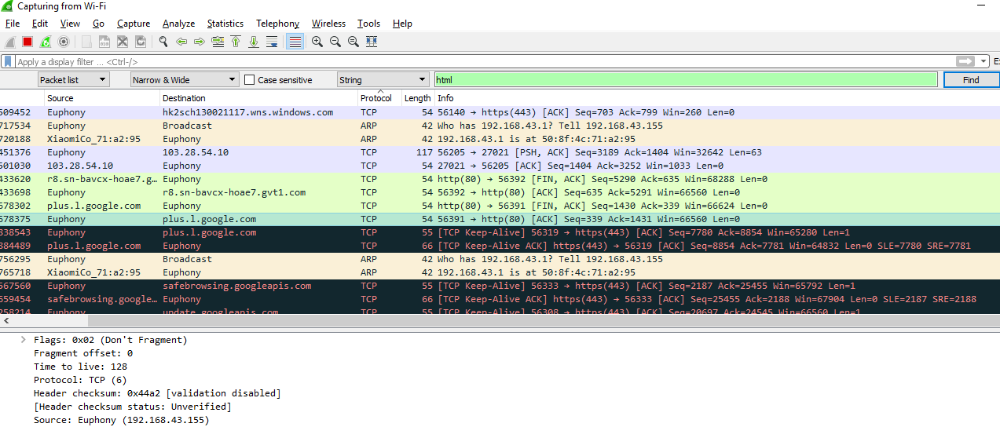 Capturing from Wi-Fi
File Edit View Go Capture Analyze Statistics Telephony Wireless Tools Help
Apply a display filter ... <Ctrl-/>
Packet list Narrow & Wide Case sensitive String html Find
Source Destination Protocol Length Info
509452 Euphony hk2sch130021117.wns.windows.com TCP 54 56140 → https(443) [ACK] Seq=703 Ack=799 Win=260 Len=0
717534 Euphony Broadcast ARP 42 Who has 192.168.43.1? Tell 192.168.43.155
720188 XiaomiCo_71:a2:95 Euphony ARP 42 192.168.43.1 is at 50:8f:4c:71:a2:95
451376 Euphony 103.28.54.10 TCP 117 56205 → 27021 [PSH, ACK] Seq=3189 Ack=1404 Win=32642 Len=63
501030 103.28.54.10 Euphony TCP 54 27021 → 56205 [ACK] Seq=1404 Ack=3252 Win=1033 Len=0
433620 r8.sn-bavcx-hoae7.g… Euphony TCP 54 http(80) → 56392 [FIN, ACK] Seq=5290 Ack=635 Win=68288 Len=0
433698 Euphony r8.sn-bavcx-hoae7.gvt1.com TCP 54 56392 → http(80) [ACK] Seq=635 Ack=5291 Win=66560 Len=0
678302 plus.l.google.com Euphony TCP 54 http(80) → 56391 [FIN, ACK] Seq=1430 Ack=339 Win=66624 Len=0
678375 Euphony plus.l.google.com TCP 54 56391 → http(80) [ACK] Seq=339 Ack=1431 Win=66560 Len=0
838543 Euphony plus.l.google.com TCP 55 [TCP Keep-Alive] 56319 → https(443) [ACK] Seq=7780 Ack=8854 Win=65280 Len=1
884489 plus.l.google.com Euphony TCP 66 [TCP Keep-Alive ACK] https(443) → 56319 [ACK] Seq=8854 Ack=7781 Win=64832 Len=0 SLE=7780 SRE=7781
756295 Euphony Broadcast ARP 42 Who has 192.168.43.1? Tell 192.168.43.155
765718 XiaomiCo_71:a2:95 Euphony ARP 42 192.168.43.1 is at 50:8f:4c:71:a2:95
567560 Euphony safebrowsing.googleapis.com TCP 55 [TCP Keep-Alive] 56333 → https(443) [ACK] Seq=2187 Ack=25455 Win=65792 Len=1
559454 safebrowsing.google… Euphony TCP 66 [TCP Keep-Alive ACK] https(443) → 56333 [ACK] Seq=25455 Ack=2188 Win=67904 Len=0 SLE=2187 SRE=2188
258214 Euphony update.googleapis.com TCP 55 [TCP Keep-Alive] 56308 → https(443) [ACK] Seq=20697 Ack=24545 Win=66560 Len=1
Flags: 0x02 (Don't Fragment)
Fragment offset: 0
Time to live: 128
Protocol: TCP (6)
Header checksum: 0x44a2 [validation disabled]
[Header checksum status: Unverified]
Source: Euphony (192.168.43.155)